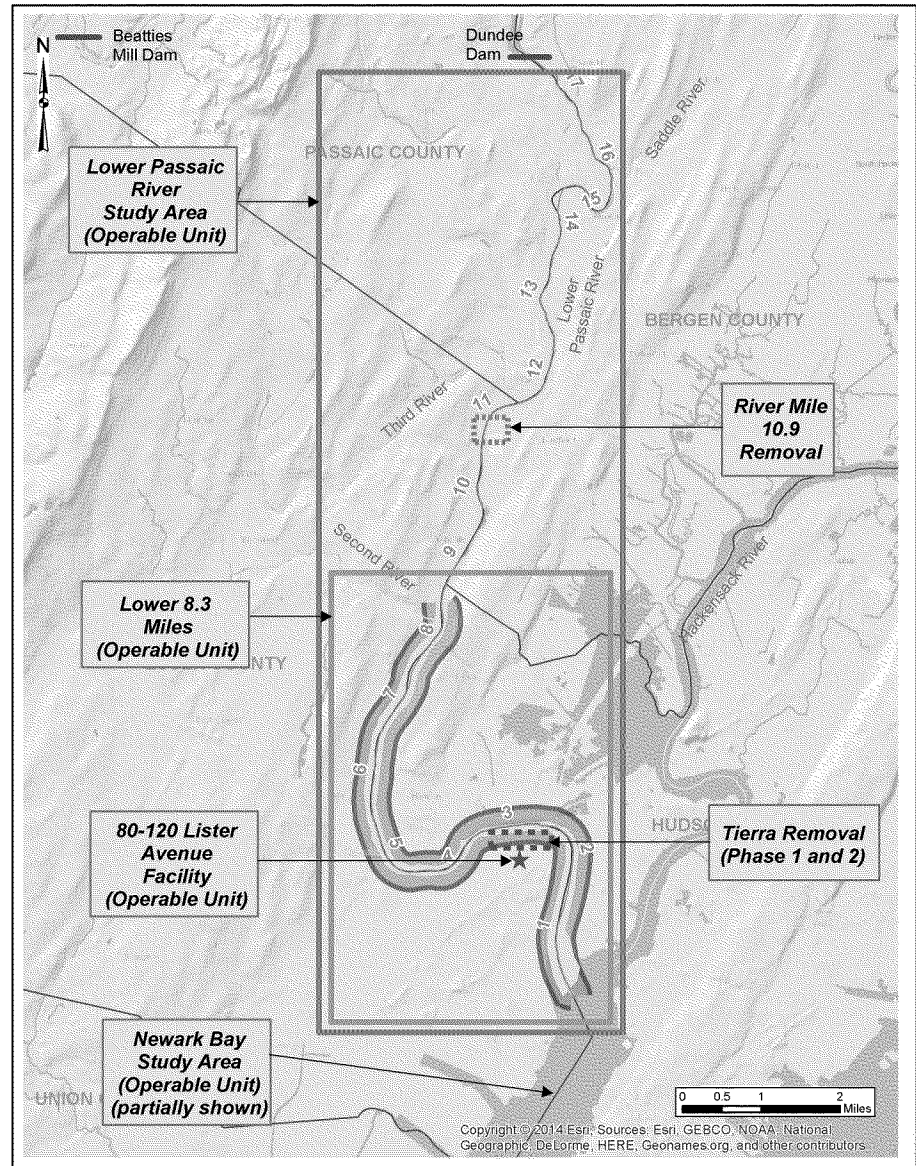 N
Beatties
Mill Dam
Dundee
Dam
17
Saddle River
16
PASSAIC COUNTY
Lower Passaic
River
Study Area
(Operable Unit)
15
14
13
Lower
Passaic River
BERGEN COUNTY
12
11
Third River
River Mile
10.9
Removal
10
Second River
9
Hackensack River
Lower 8.3
Miles
(Operable Unit)
8
COUNTY
7
6
80-120 Lister
Avenue
Facility
(Operable Unit)
5
4
3
2
HUDS
Tierra Removal
(Phase 1 and 2)
1
Newark Bay
Study Area
(Operable Unit)
(partially shown)
UNION
0 0.5 1 2
Miles
Copyright © 2014 Esri, Sources: Esri, GEBCO, NOAA, National
Geographic, DeLorme, HERE, Geonames.org, and other contributors